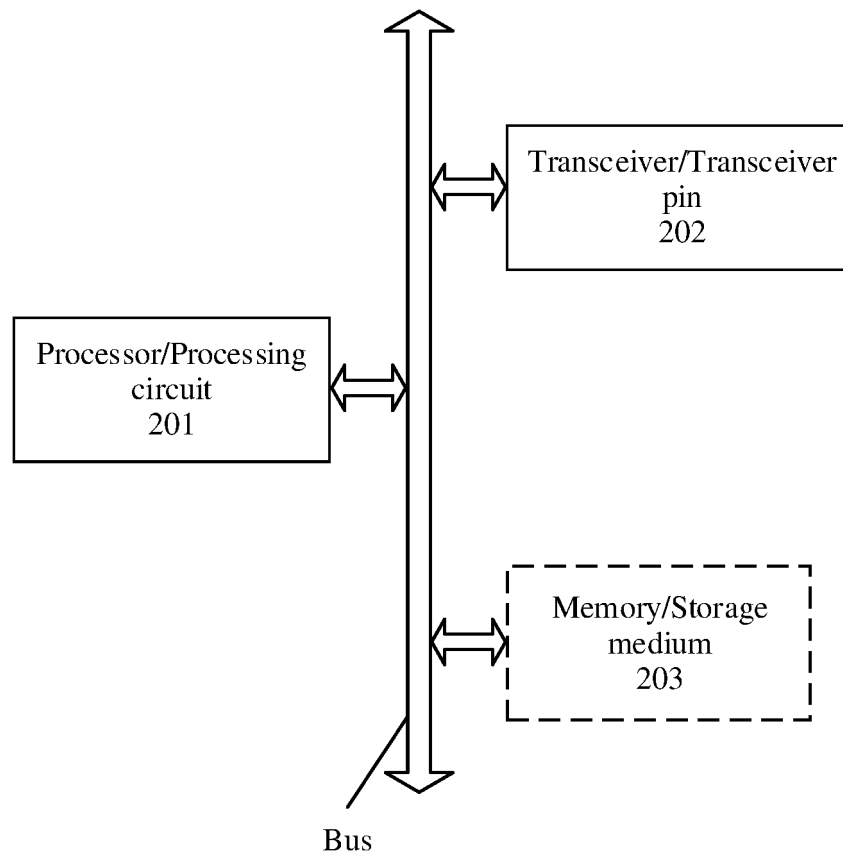 Transceiver/Transceiver
pin
202
Processor/Processing
circuit
201
Memory/Storage
medium
203
Bus